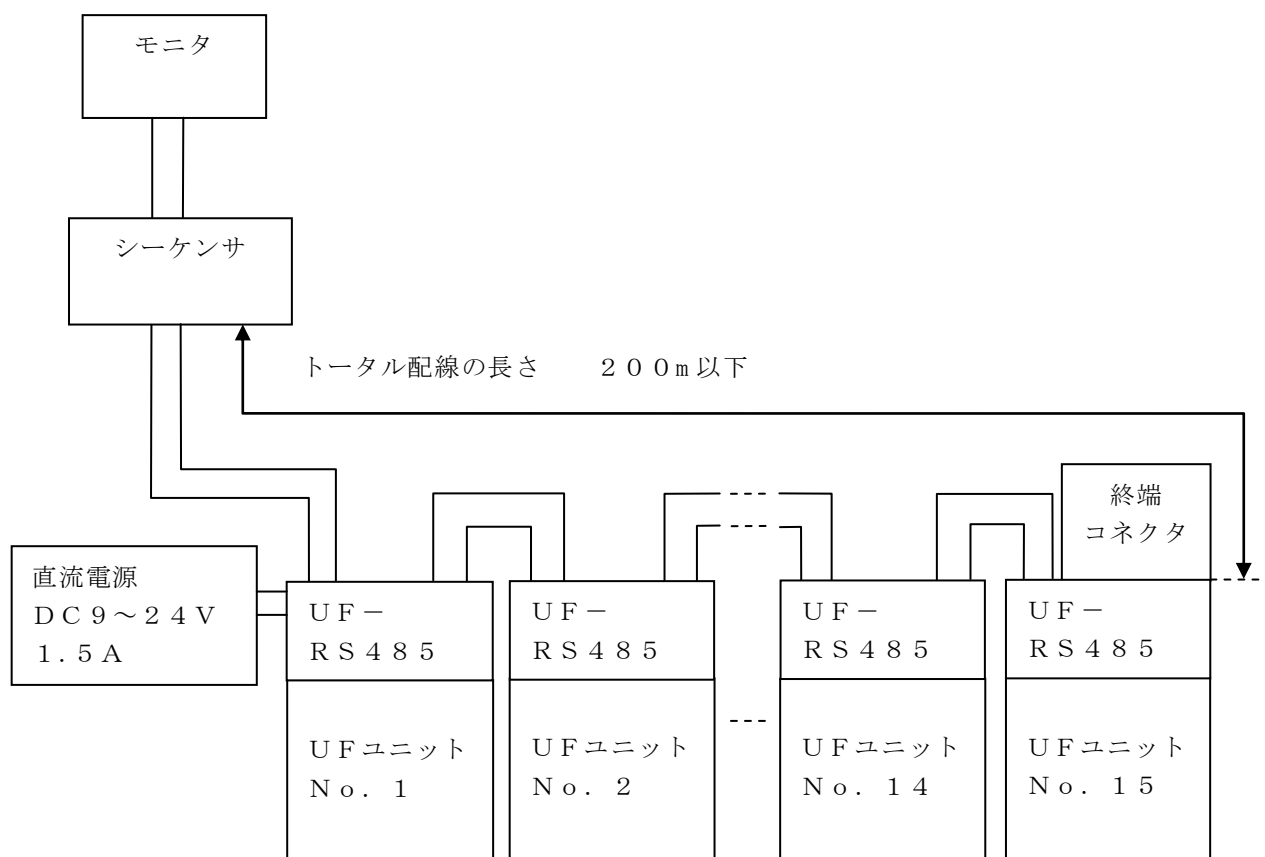 モニタ
シーケンサ
トータル配線の長さ　　２００ｍ以下
終端
コネクタ
直流電源
ＤＣ９～２４Ｖ
１.５Ａ
ＵＦ－
ＲＳ４８５
ＵＦ－
ＲＳ４８５
ＵＦ－
ＲＳ４８５
ＵＦ－
ＲＳ４８５
ＵＦユニット
Ｎｏ．１
ＵＦユニット
Ｎｏ．２
ＵＦユニット
Ｎｏ．１４
ＵＦユニット
Ｎｏ．１５